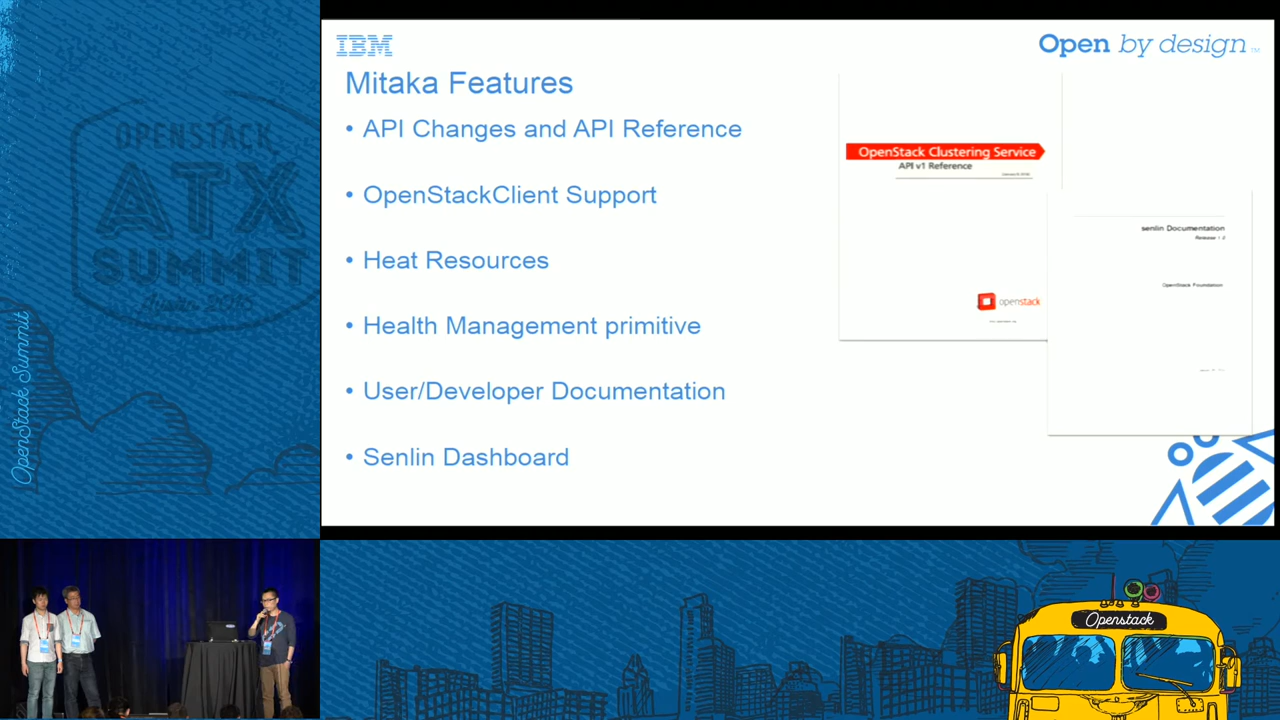 IBM
Open by design
Mitaka Features
• API Changes and API Reference
• OpenStackClient Support
• Heat Resources
• Health Management primitive
• User/Developer Documentation
• Senlin Dashboard
OpenStack Clustering Service
API v1 Reference
openstack
senlin Documentation
OpenStack Foundation
OPENSTACK
ATX
SUMMIT
OpenStack Summit
Openstack